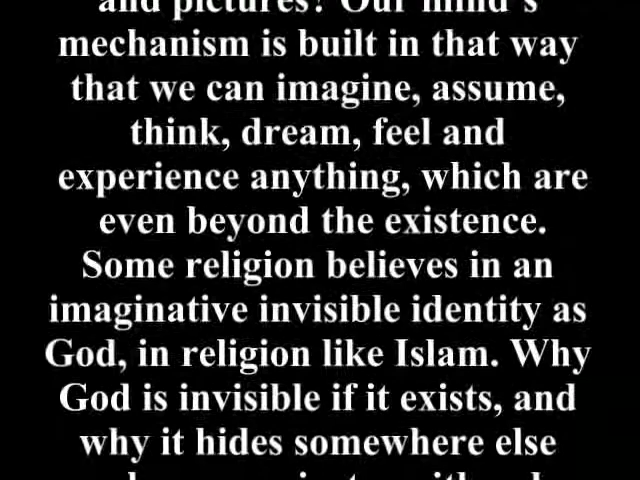 and pictures? Our mind's
mechanism is built in that way
that we can imagine, assume,
think, dream, feel and
experience anything, which are
even beyond the existence.
Some religion believes in an
imaginative invisible identity as
God, in religion like Islam. Why
God is invisible if it exists, and
why it hides somewhere else